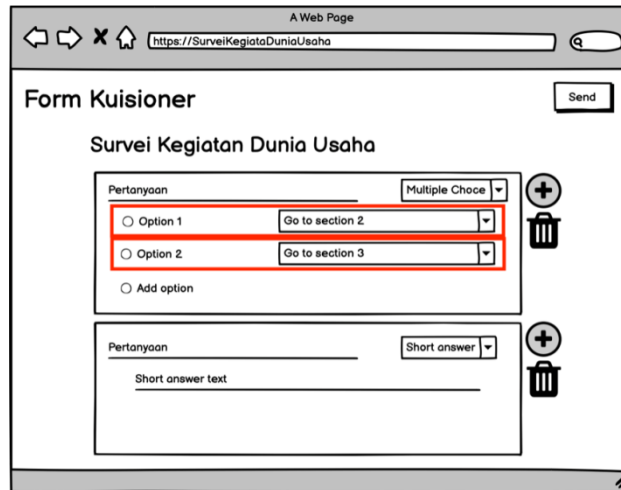 A Web Page
https://SurveiKegiataDuniaUsaha
Form Kuisioner
Send
Survei Kegiatan Dunia Usaha
Pertanyaan
Multiple Choce
Option 1
Go to section 2
Option 2
Go to section 3
Add option
Pertanyaan
Short answer
Short answer text